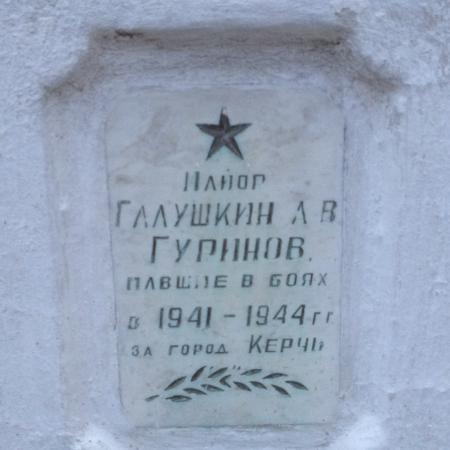 Майор
Галушкин А В
Гуринов.
павшие в боях
в 1941 - 1944 гг
за город Керчь